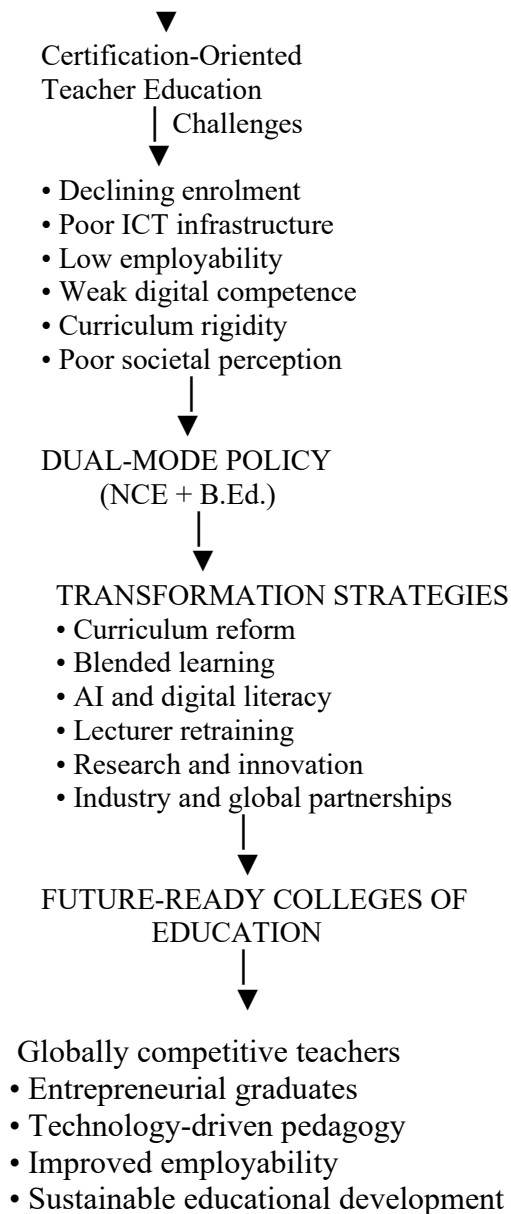 Certification-Oriented
Teacher Education
Challenges
• Declining enrolment
• Poor ICT infrastructure
• Low employability
• Weak digital competence
• Curriculum rigidity
• Poor societal perception
DUAL-MODE POLICY
(NCE + B.Ed.)
TRANSFORMATION STRATEGIES
• Curriculum reform
• Blended learning
• AI and digital literacy
• Lecturer retraining
• Research and innovation
• Industry and global partnerships
FUTURE-READY COLLEGES OF
EDUCATION
Globally competitive teachers
• Entrepreneurial graduates
• Technology-driven pedagogy
• Improved employability
• Sustainable educational development